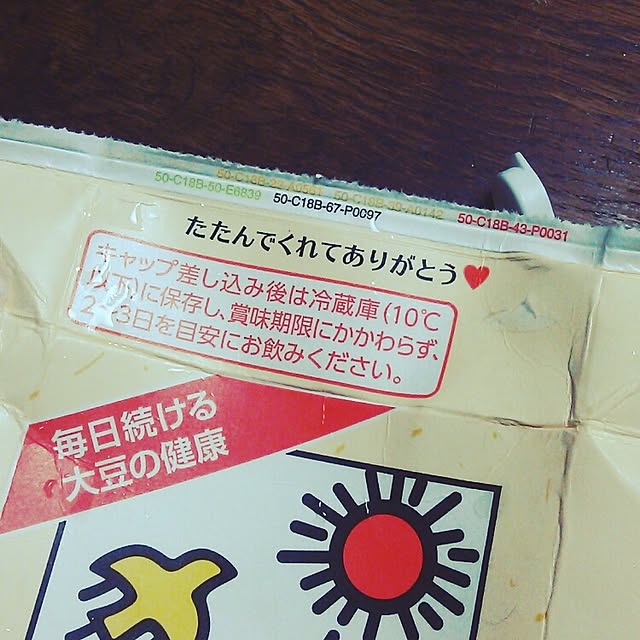 50-C18B-50-E6839
50-C18B-67-P0097
50-C18B-43-P0031
たたんでくれてありがとう
キャップ差し込み後は冷蔵庫(10℃
以下)に保存し、賞味期限にかかわらず、
2~3日を目安にお飲みください。
毎日続ける
大豆の健康